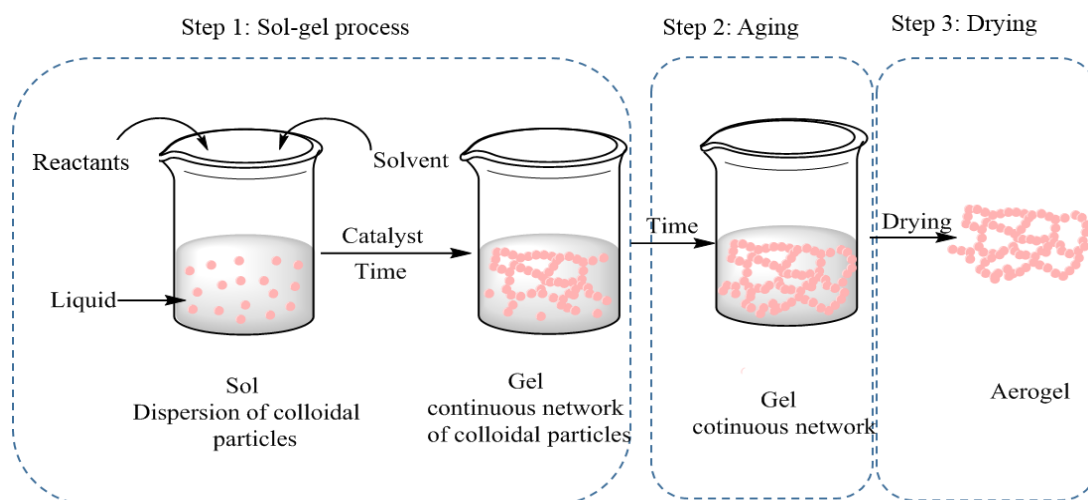 Step 1: Sol-gel process
Step 2: Aging
Step 3: Drying
Reactants
Solvent
Liquid
Catalyst
Time
Time
Drying
Sol
Dispersion of colloidal
particles
Gel
continuous network
of colloidal particles
Gel
cotinuous network
Aerogel